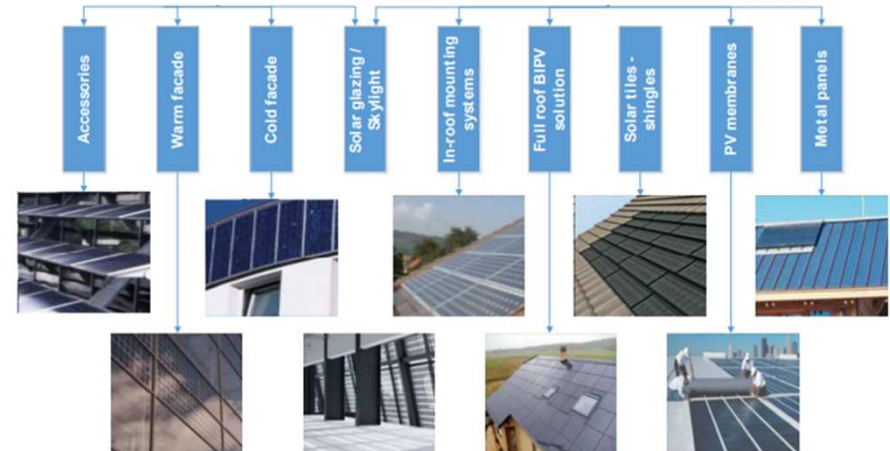 Accessories
Warm facade
Cold facade
Solar glazing /
Skylight
In-roof mounting
systems
Full roof BIPV
solution
Solar tiles -
shingles
PV membranes
Metal panels